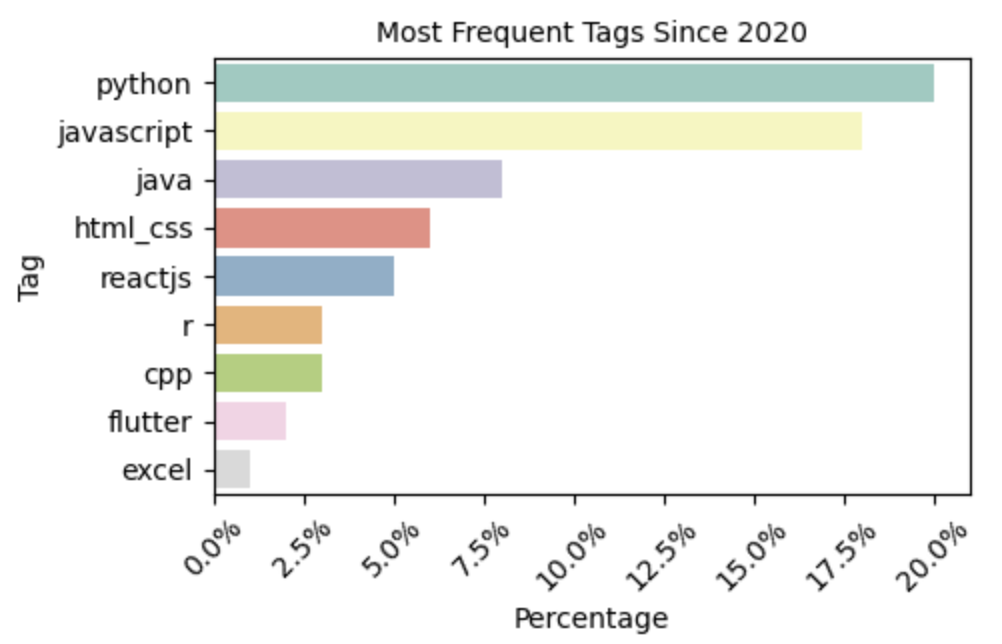 Most Frequent Tags Since 2020
python
javascript
java
html_css
reactjs
r
cpp
flutter
excel
Tag
0.0%
2.5%
5.0%
7.5%
10.0%
12.5%
15.0%
17.5%
20.0%
Percentage